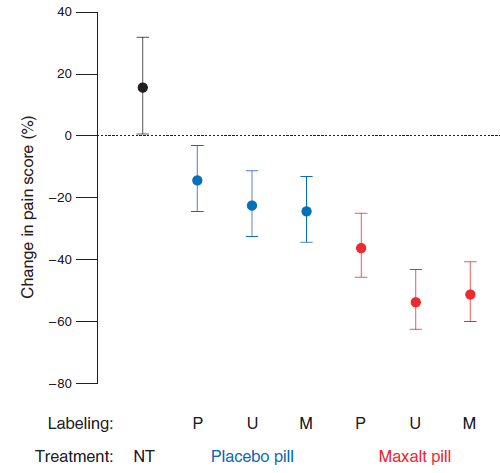 40
20
0
−20
−40
−60
−80
Change in pain score (%)
Labeling: P U M P U M
Treatment: NT Placebo pill Maxalt pill